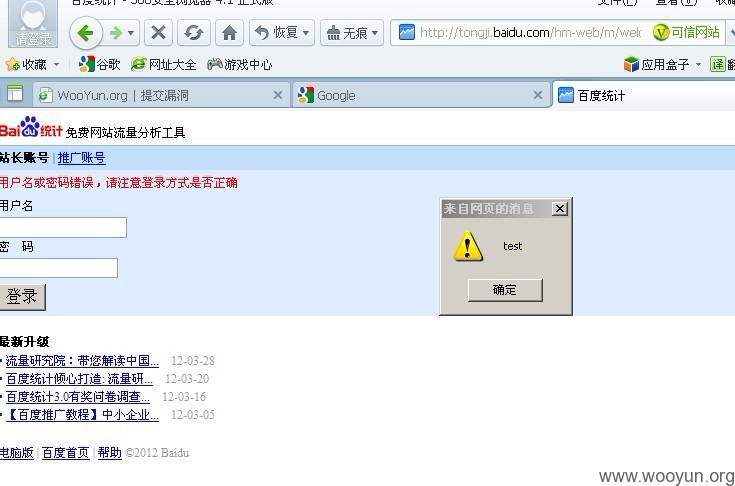 百度统计 - 360安全浏览器 4.1 正式版 文件(F) 查看(V) 收藏
请登录 恢复 无痕 http://tongji.baidu.com/hm-web/m/welc 可信网站
收藏 谷歌 网址大全 游戏中心 应用盒子 译 翻
WooYun.org | 提交漏洞 Google 百度统计
Bai du 统计 免费网站流量分析工具
站长账号 | 推广账号
用户名或密码错误，请注意登录方式是否正确
用户名
来自网页的消息
密 码
test
登录
确定
最新升级
流量研究院：带您解读中国... 12-03-28
百度统计倾心打造: 流量研... 12-03-20
百度统计3.0有奖问卷调查... 12-03-16
【百度推广教程】中小企业... 12-03-05
电脑版 | 百度首页 | 帮助 ©2012 Baidu
www.wooyun.org